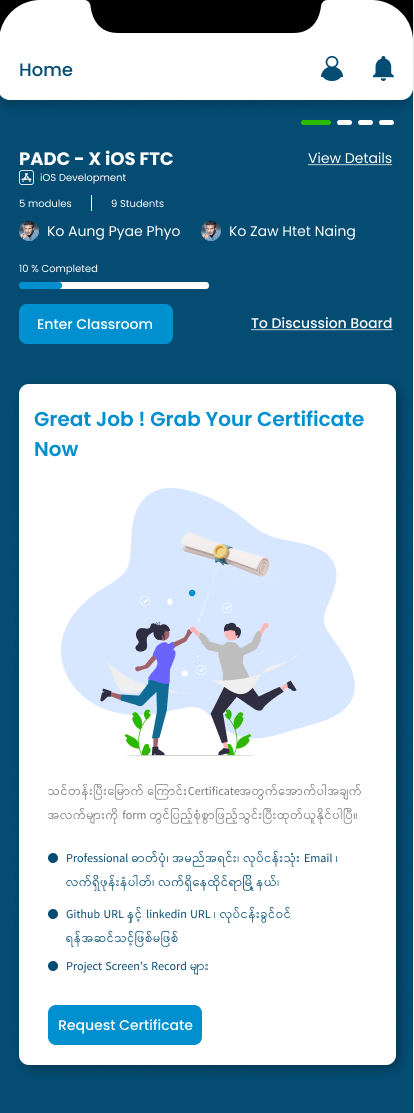 Home
PADC - X iOS FTC
View Details
iOS Development
5 modules
9 Students
Ko Aung Pyae Phyo
Ko Zaw Htet Naing
10 % Completed
Enter Classroom
To Discussion Board
Great Job ! Grab Your Certificate
Now
သင်တန်းပြီးမြောက် ကြောင်းCertificateအတွက်အောက်ပါအချက်
အလက်များကို form တွင်ပြည့်စုံစွာဖြည့်သွင်းပြီးထုတ်ယူနိုင်ပါပြီ။
Professional ဓာတ်ပုံ၊ အမည်အရင်း၊ လုပ်ငန်းသုံး Email ၊
လက်ရှိဖုန်းနံပါတ်၊ လက်ရှိနေထိုင်ရာမြို့နယ်၊
Github URL နှင့် linkedin URL ၊ လုပ်ငန်းခွင်ဝင်
ရန်အဆင်သင့်ဖြစ်မဖြစ်
Project Screen's Record များ
Request Certificate